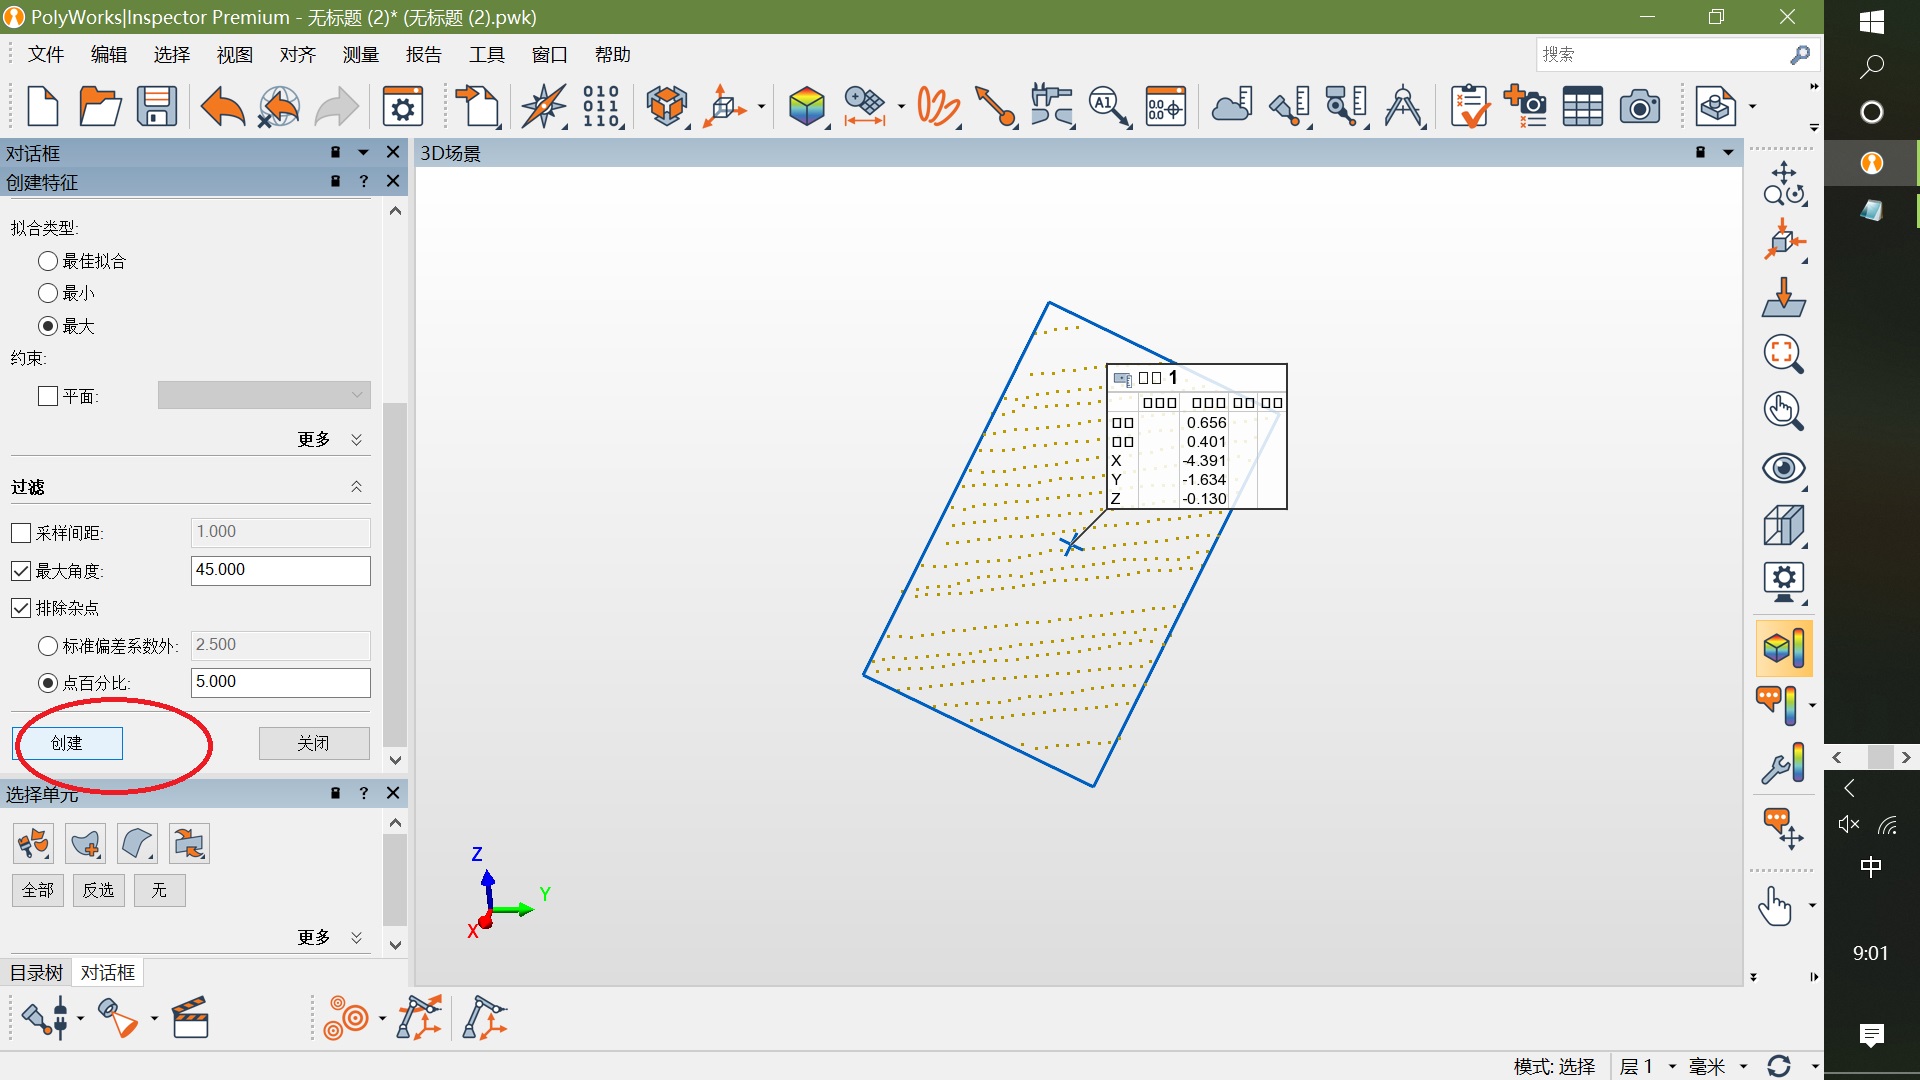 PolyWorks|Inspector Premium - 无标题 (2)* (无标题 (2).pwk)
文件 编辑 选择 视图 对齐 测量 报告 工具 窗口 帮助
搜索
010
011
110
A1
0.0
对话框
3D场景
创建特征
?
拟合类型:
最佳拟合
最小
最大
约束:
平面:
更多
过滤
采样间距: 1.000
最大角度: 45.000
排除杂点
标准偏差系数外: 2.500
点百分比: 5.000
创建 关闭
选择单元
?
全部 反选 无
更多
目录树 对话框
□□ 1
□□□ □□□ □□ □□
□□ 0.656
□□ 0.401
X -4.391
Y -1.634
Z -0.130
Z
Y
X
模式: 选择 层 1 毫米
中
9:01